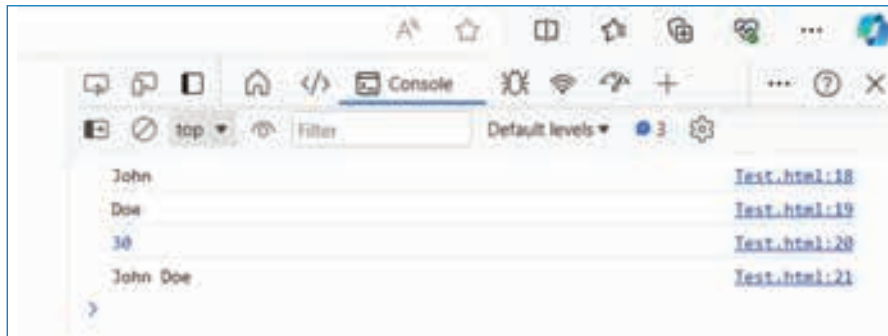 Console
top Filter Default levels 3
John Test.html:18
Doe Test.html:19
30 Test.html:20
John Doe Test.html:21